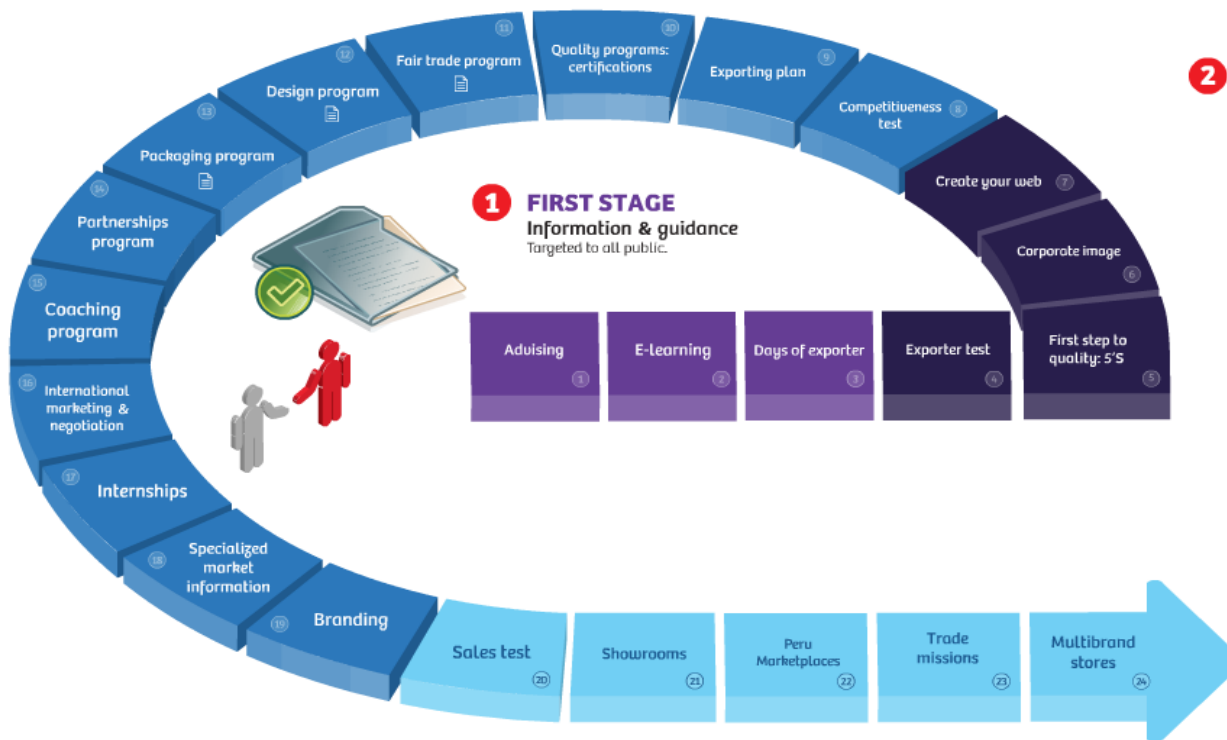 1
FIRST STAGE
Information & guidance
Targeted to all public.
2
Advising
1
E-learning
2
Days of exporter
3
Exporter test
4
First step to
quality: 5'S
5
Corporate image
6
Create your web
7
Competitiveness
test
8
Exporting plan
9
Quality programs:
certifications
10
Fair trade program
11
Design program
12
Packaging program
13
Partnerships
program
14
Coaching
program
15
International
marketing &
negotiation
16
Internships
17
Specialized
market
information
18
Branding
19
Sales test
20
Showrooms
21
Peru
Marketplaces
22
Trade
missions
23
Multibrand
stores
24